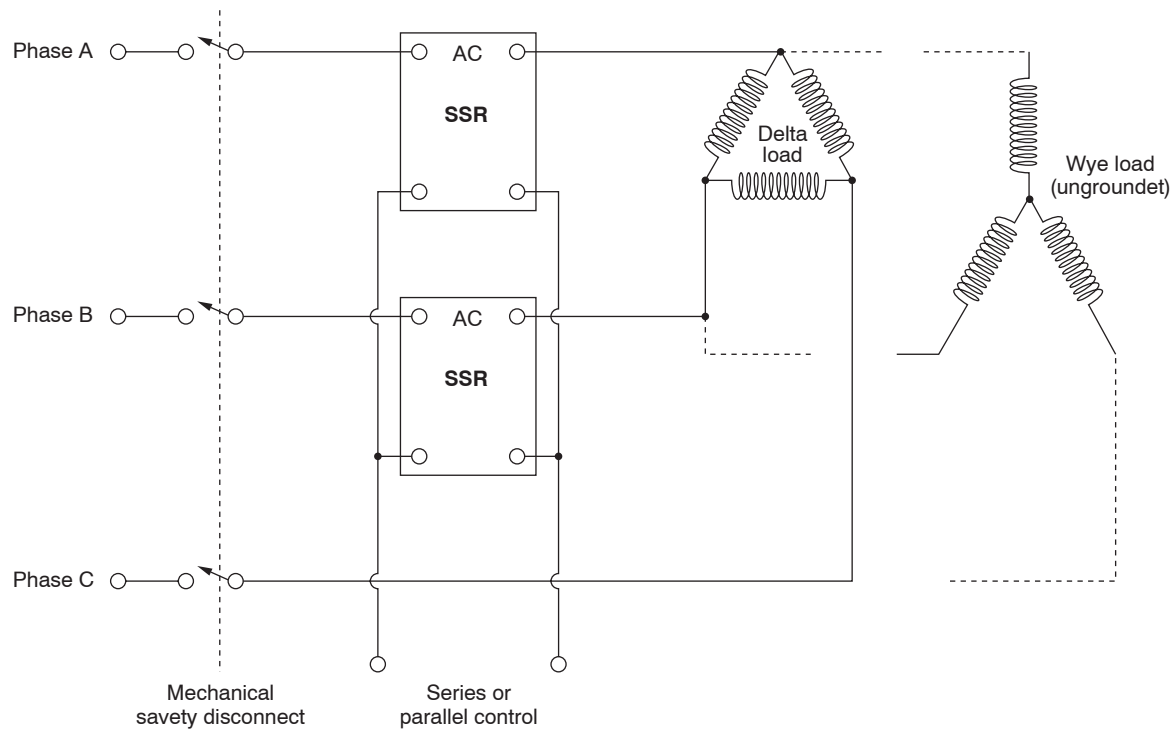 Phase A
AC
SSR
Delta
load
Wye load
(ungroundet)
Phase B
AC
SSR
Phase C
Mechanical
savety disconnect
Series or
parallel control